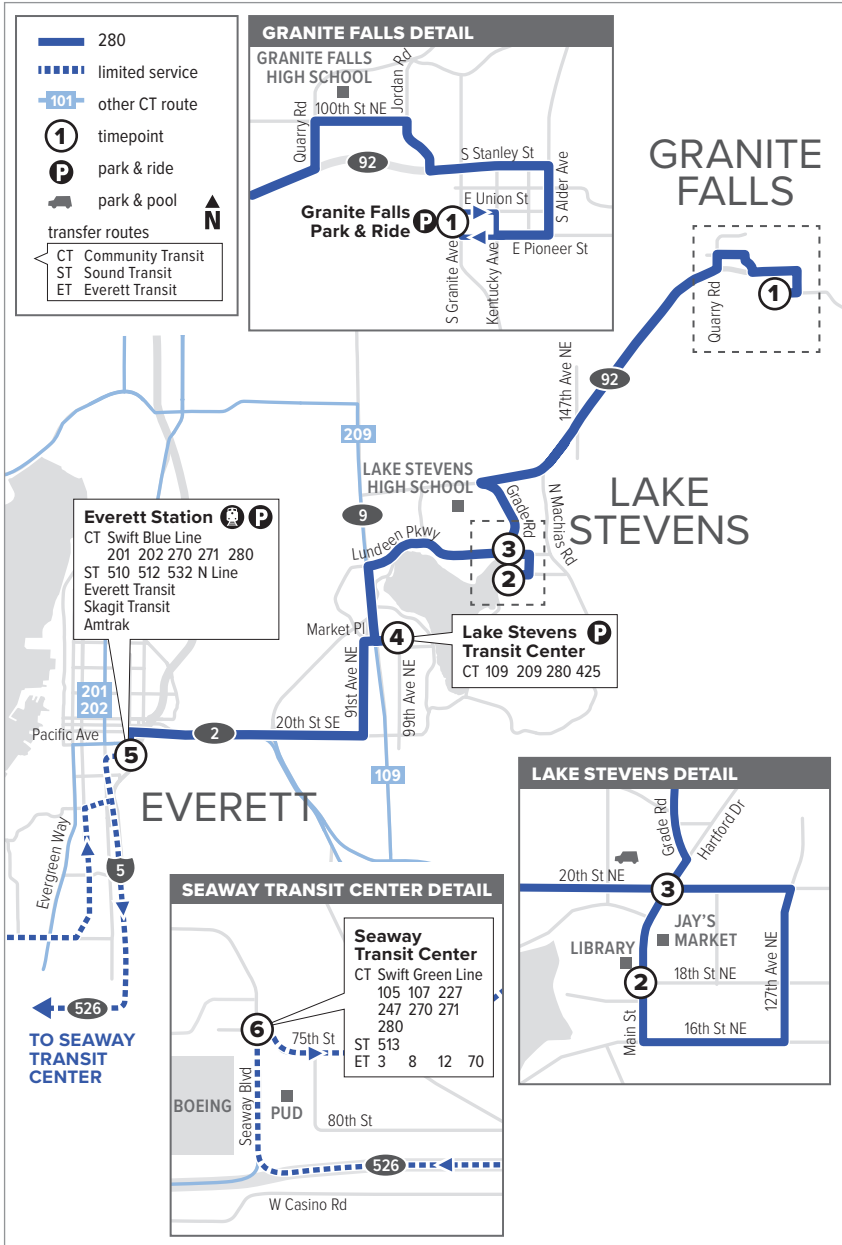 280
limited service
101
other CT route
1
timepoint
P
park & ride
park & pool
N
transfer routes
CT Community Transit
ST Sound Transit
ET Everett Transit
GRANITE FALLS DETAIL
GRANITE FALLS
HIGH SCHOOL
Jordan Rd
Quarry Rd
100th St NE
92
S Stanley St
S Alder Ave
E Union St
Granite Falls
Park & Ride
P
1
E Pioneer St
S Granite Ave
Kentucky Ave
GRANITE
FALLS
Quarry Rd
1
147th Ave NE
92
209
LAKE STEVENS
HIGH SCHOOL
Grade Rd
N Machias Rd
LAKE
STEVENS
9
Lundeen Pkwy
3
2
Everett Station
P
CT Swift Blue Line
201 202 270 271 280
ST 510 512 532 N Line
Everett Transit
Skagit Transit
Amtrak
Market Pl
4
Lake Stevens
Transit Center
P
CT 109 209 280 425
91st Ave NE
99th Ave NE
201
202
Pacific Ave
2
20th St SE
5
109
EVERETT
Evergreen Way
5
526
TO SEAWAY
TRANSIT
CENTER
SEAWAY TRANSIT CENTER DETAIL
Seaway
Transit Center
CT Swift Green Line
105 107 227
247 270 271
280
ST 513
ET 3 8 12 70
6
75th St
BOEING
Seaway Blvd
PUD
80th St
526
W Casino Rd
LAKE STEVENS DETAIL
Grade Rd
Hartford Dr
20th St NE
3
JAY'S
MARKET
LIBRARY
2
18th St NE
127th Ave NE
Main St
16th St NE